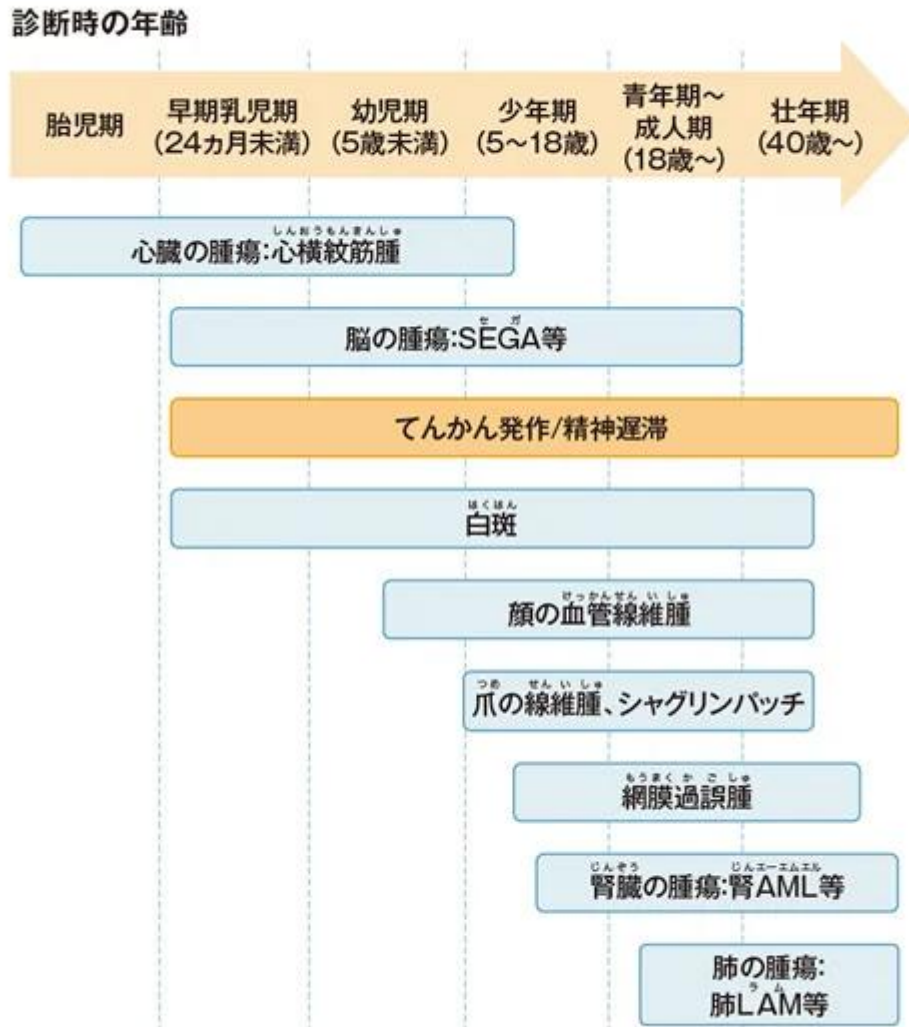 診断時の年齢
胎児期
早期乳児期
(24ヵ月未満)
幼児期
(5歳未満)
少年期
(5〜18歳)
青年期〜
成人期
(18歳〜)
壮年期
(40歳〜)
しんおうもんきんしゅ
心臓の腫瘍:心横紋筋腫
セガ
脳の腫瘍:SEGA等
てんかん発作/精神遅滞
はくはん
白斑
けっかんせんいしゅ
顔の血管線維腫
つめ せんいしゅ
爪の線維腫、シャグリンパッチ
もうまくかごしゅ
網膜過誤腫
じんぞう じんエーエムエル
腎臓の腫瘍:腎AML等
肺の腫瘍:
ラム
肺LAM等